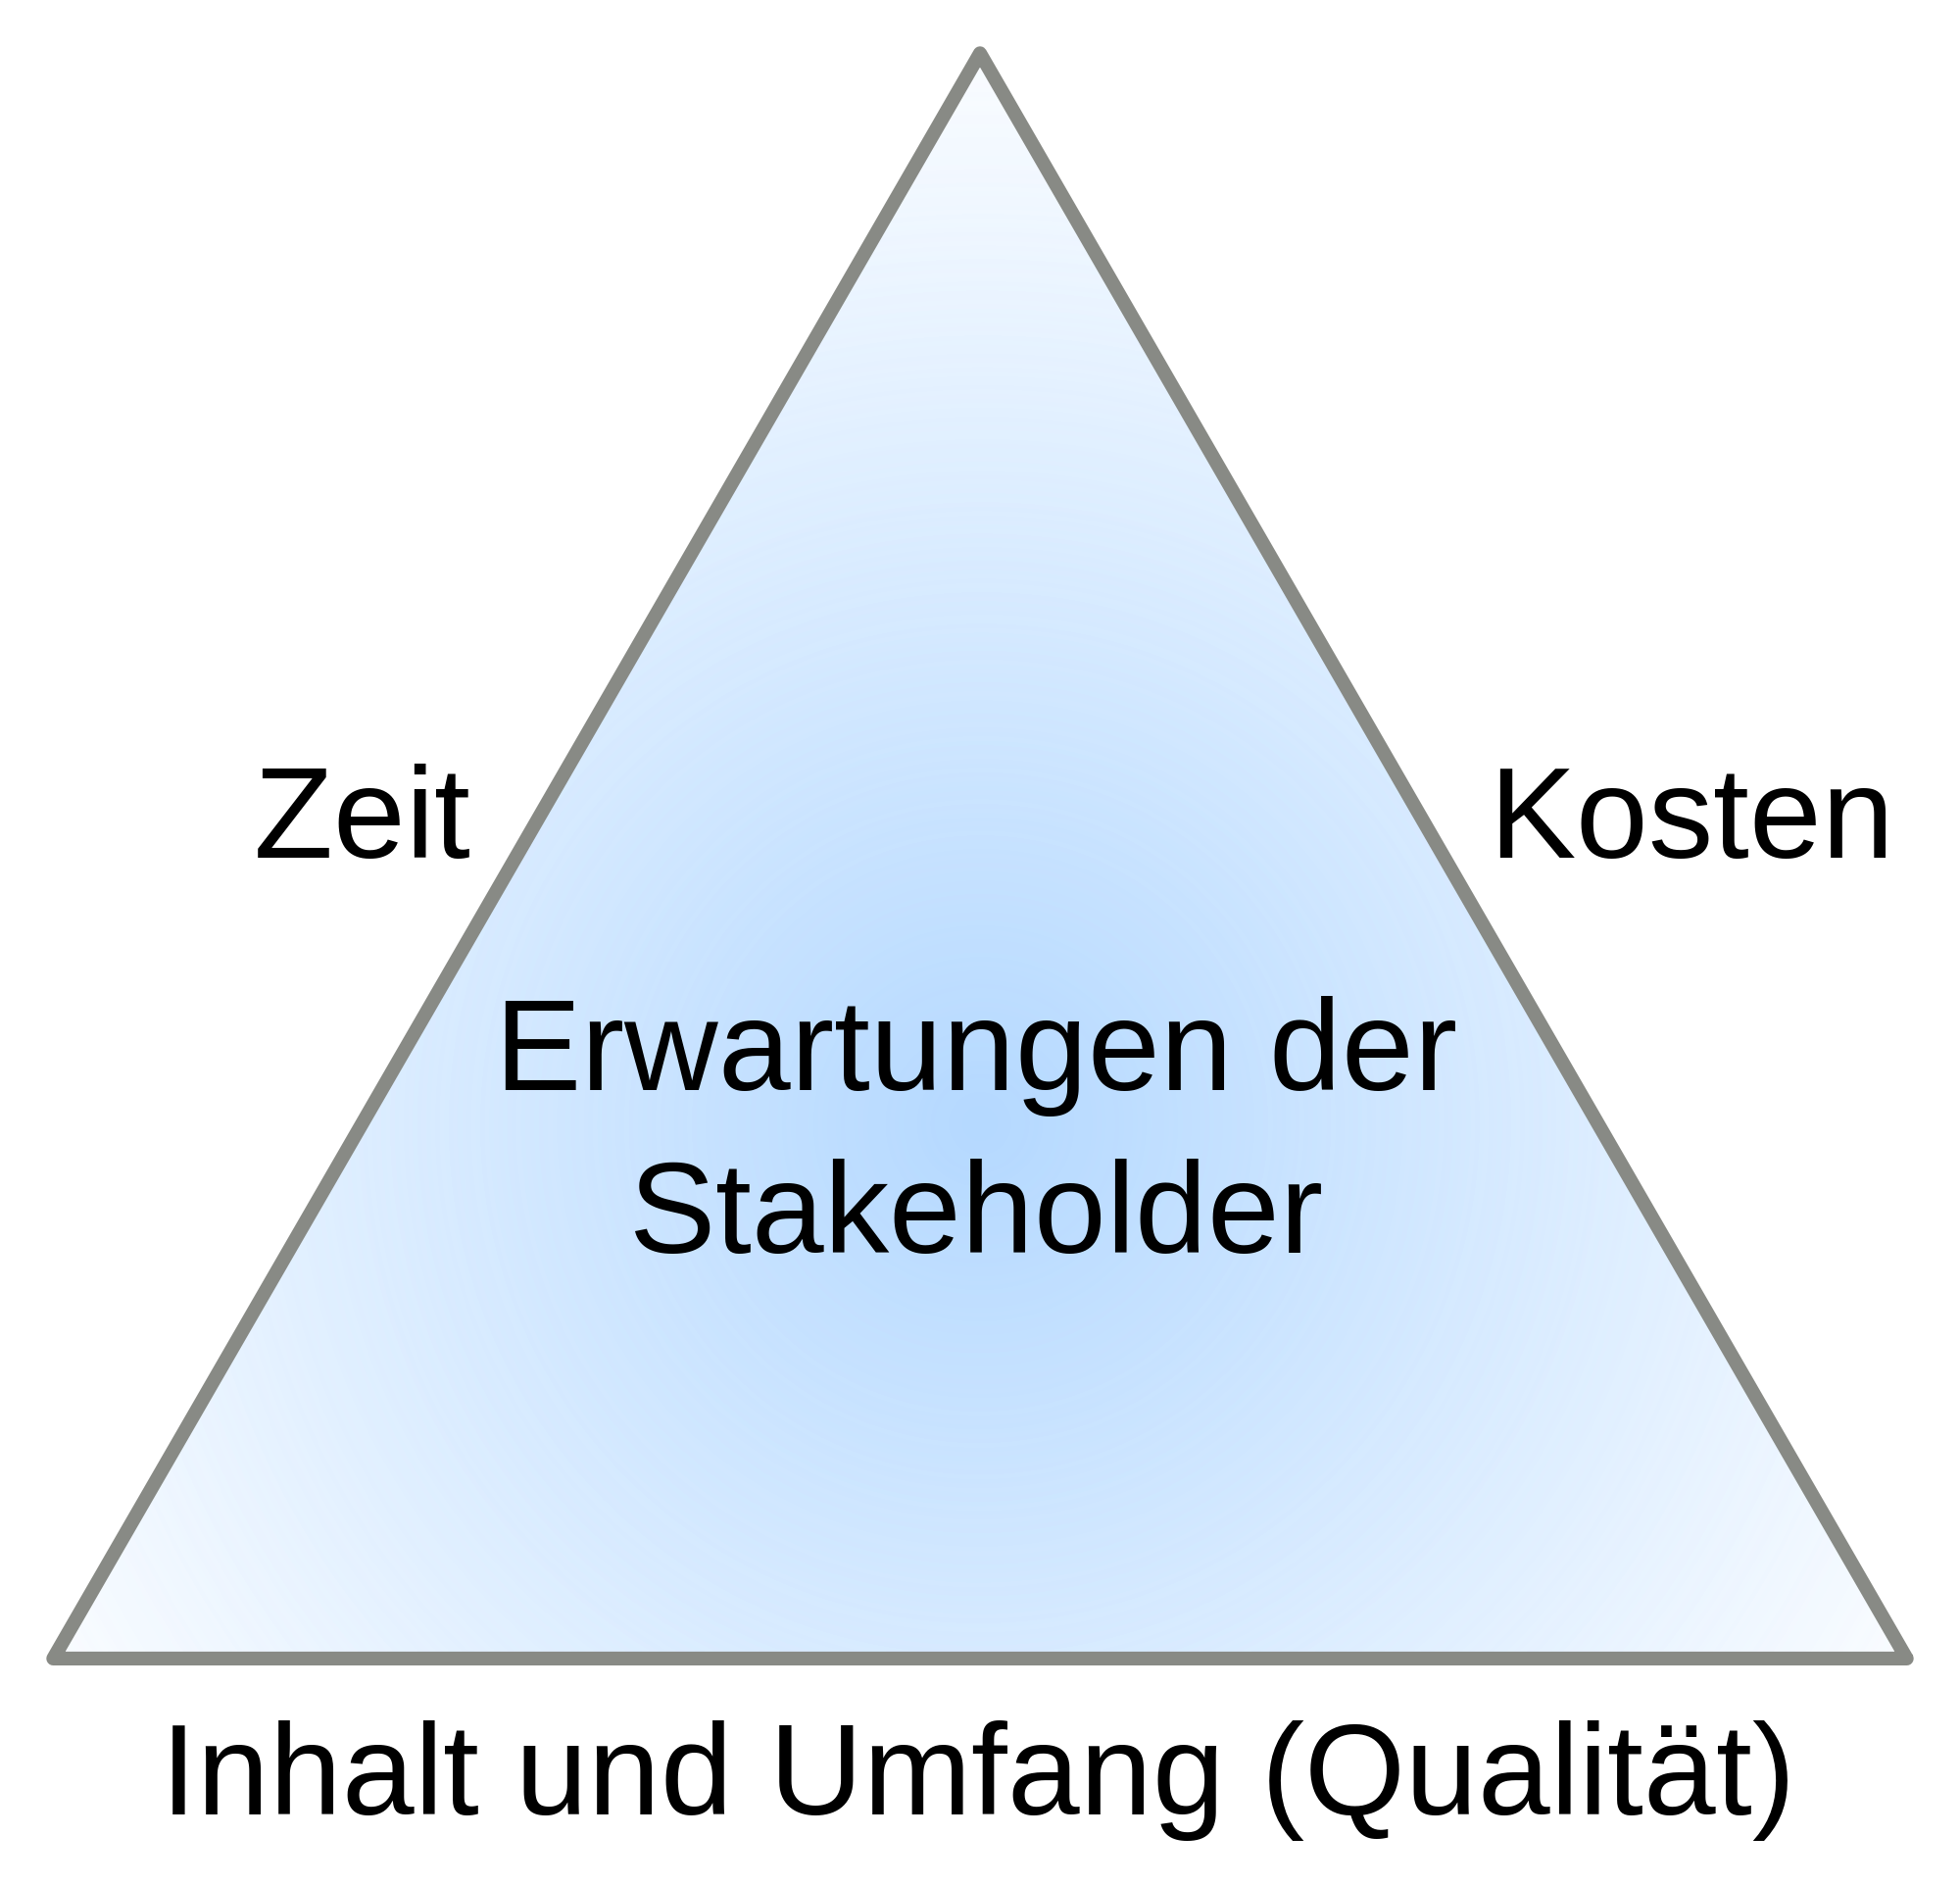 Zeit
Kosten
Erwartungen der
Stakeholder
Inhalt und Umfang (Qualität)